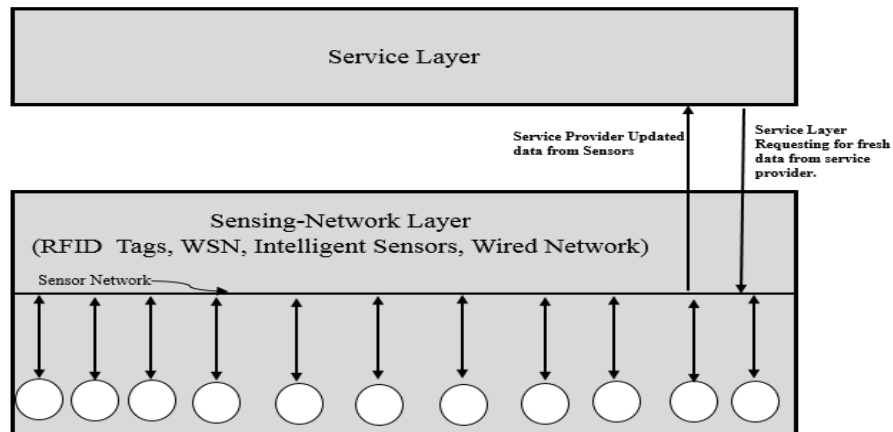 Service Layer
Service Provider Updated
data from Sensors
Service Layer
Requesting for fresh
data from service
provider.
Sensing-Network Layer
(RFID Tags, WSN, Intelligent Sensors, Wired Network)
Sensor Network